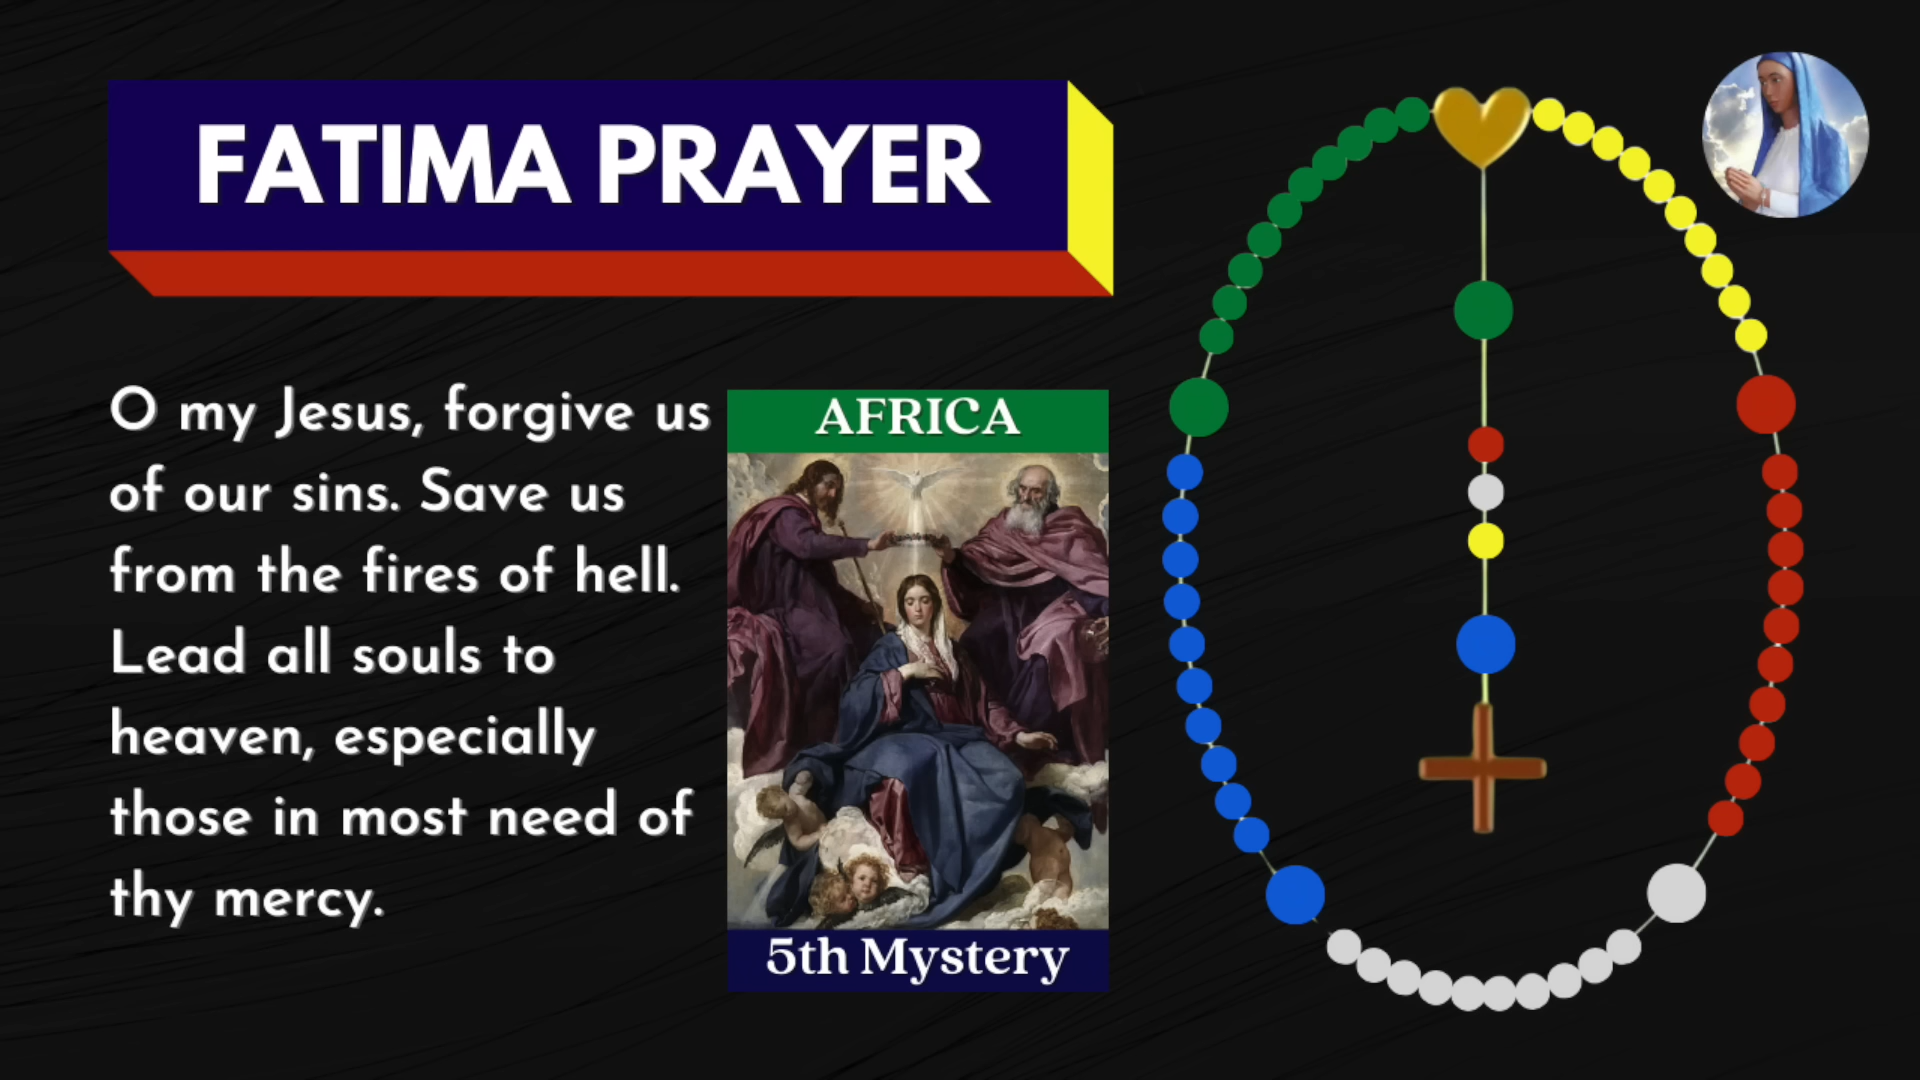 FATIMA PRAYER
O my Jesus, forgive us
of our sins. Save us
from the fires of hell.
Lead all souls to
heaven, especially
those in most need of
thy mercy.
AFRICA
5th Mystery